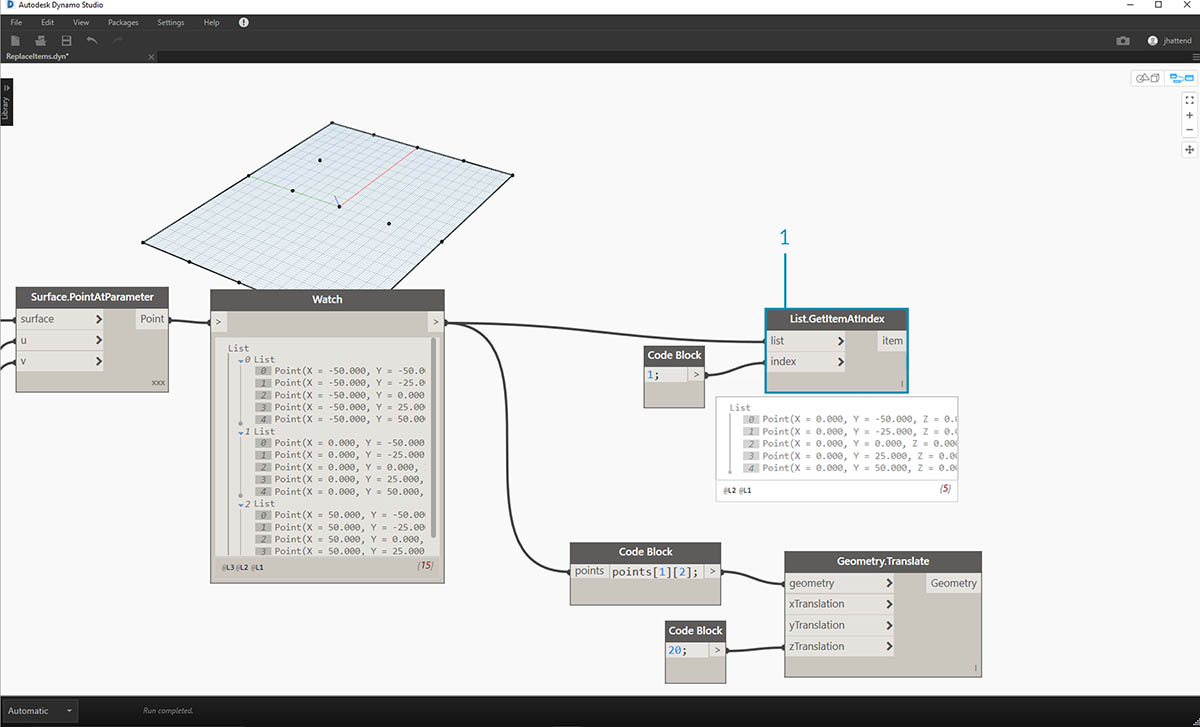 Autodesk Dynamo Studio
File Edit View Packages Settings Help
jhattend
ReplaceItems.dyn*
Library
1
Surface.PointAtParameter
surface > Point
u >
v >
xxx
Watch
> >
List
0 List
0 Point(X = -50.000, Y = -50.0
1 Point(X = -50.000, Y = -25.0
2 Point(X = -50.000, Y = 0.000
3 Point(X = -50.000, Y = 25.00
4 Point(X = -50.000, Y = 50.00
1 List
0 Point(X = 0.000, Y = -50.000
1 Point(X = 0.000, Y = -25.000
2 Point(X = 0.000, Y = 0.000,
3 Point(X = 0.000, Y = 25.000,
4 Point(X = 0.000, Y = 50.000,
2 List
0 Point(X = 50.000, Y = -50.00
1 Point(X = 50.000, Y = -25.00
2 Point(X = 50.000, Y = 0.000,
3 Point(X = 50.000, Y = 25.000
@L3 @L2 @L1 {15}
Code Block
1; >
List.GetItemAtIndex
list > item
index >
l
List
0 Point(X = 0.000, Y = -50.000, Z = 0.0
1 Point(X = 0.000, Y = -25.000, Z = 0.0
2 Point(X = 0.000, Y = 0.000, Z = 0.000
3 Point(X = 0.000, Y = 25.000, Z = 0.00
4 Point(X = 0.000, Y = 50.000, Z = 0.00
@L2 @L1 {5}
Code Block
points points[1][2]; >
Code Block
20; >
Geometry.Translate
geometry > Geometry
xTranslation >
yTranslation >
zTranslation >
l
Automatic
Run completed.